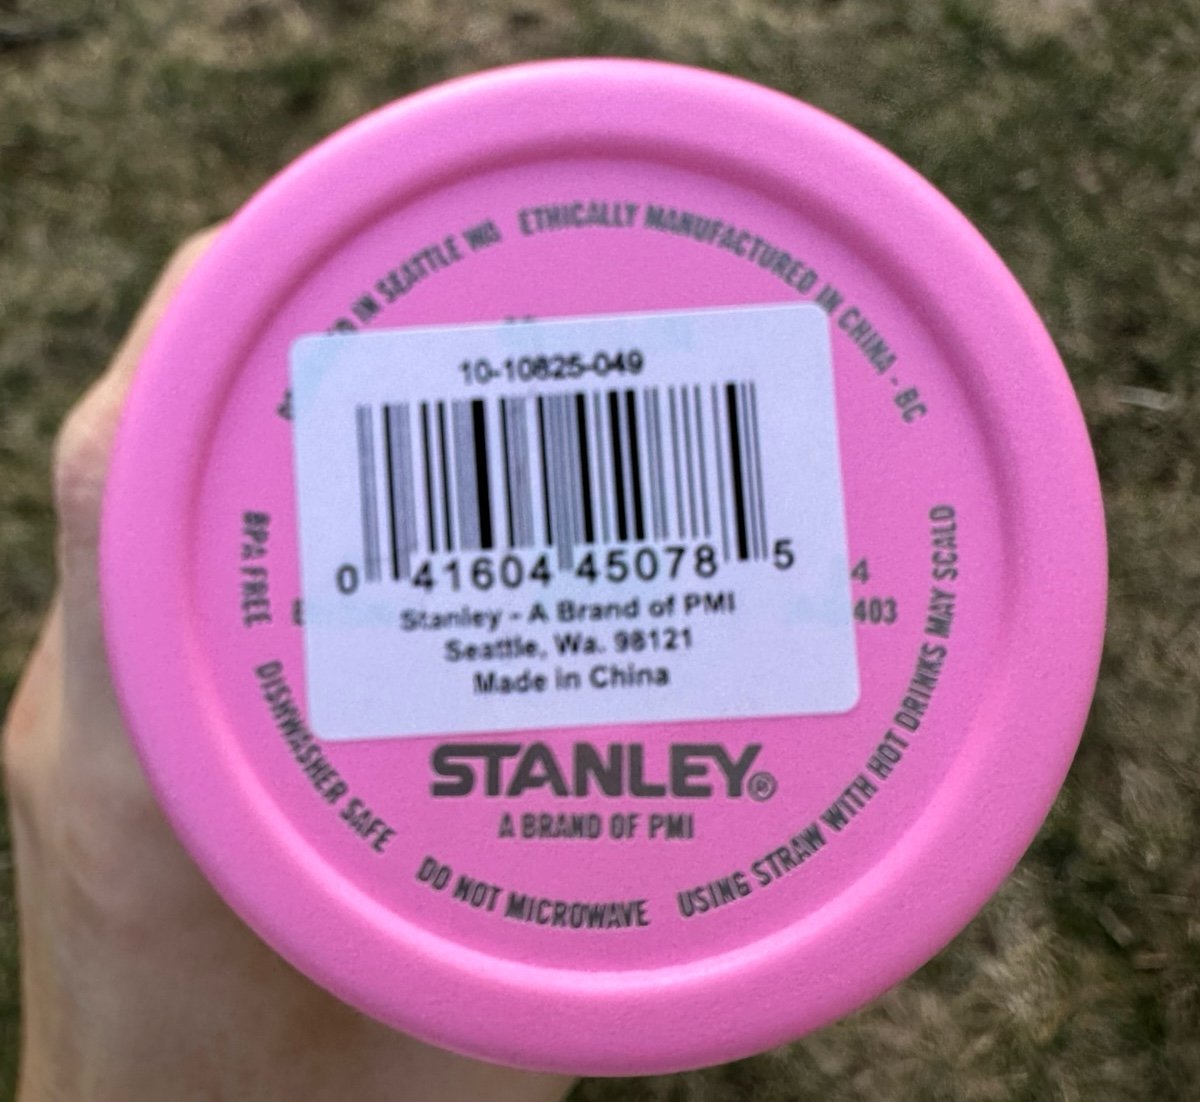 IN SEATTLE WA
ETHICALLY MANUFACTURED IN CHINA - BC
10-10825-049
0 41604 45078 5
Stanley - A Brand of PMI
Seattle, Wa. 98121
Made in China
4
403
BPA FREE
DISHWASHER SAFE
DO NOT MICROWAVE
USING STRAW WITH HOT DRINKS MAY SCALD
STANLEY®
A BRAND OF PMI